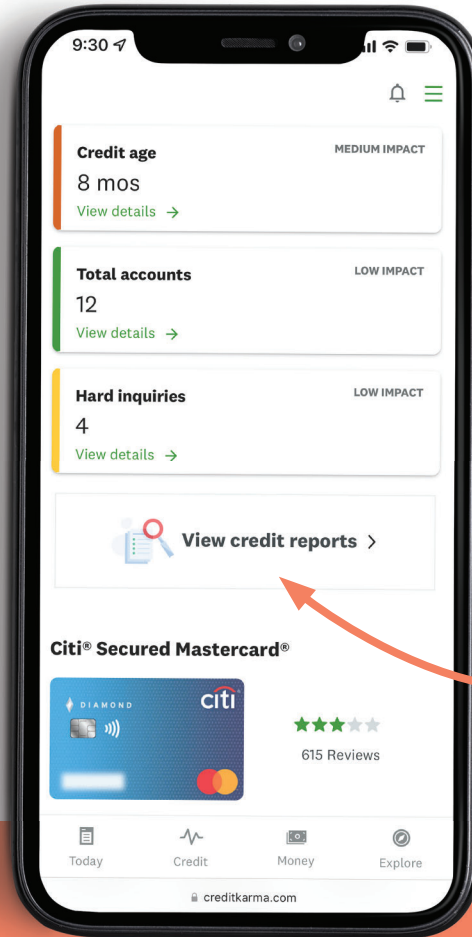 9:30
Credit age
MEDIUM IMPACT
8 mos
View details →
Total accounts
LOW IMPACT
12
View details →
Hard inquiries
LOW IMPACT
4
View details →
View credit reports >
Citi® Secured Mastercard®
DIAMOND
citi®
615 Reviews
Today
Credit
Money
Explore
creditkarma.com